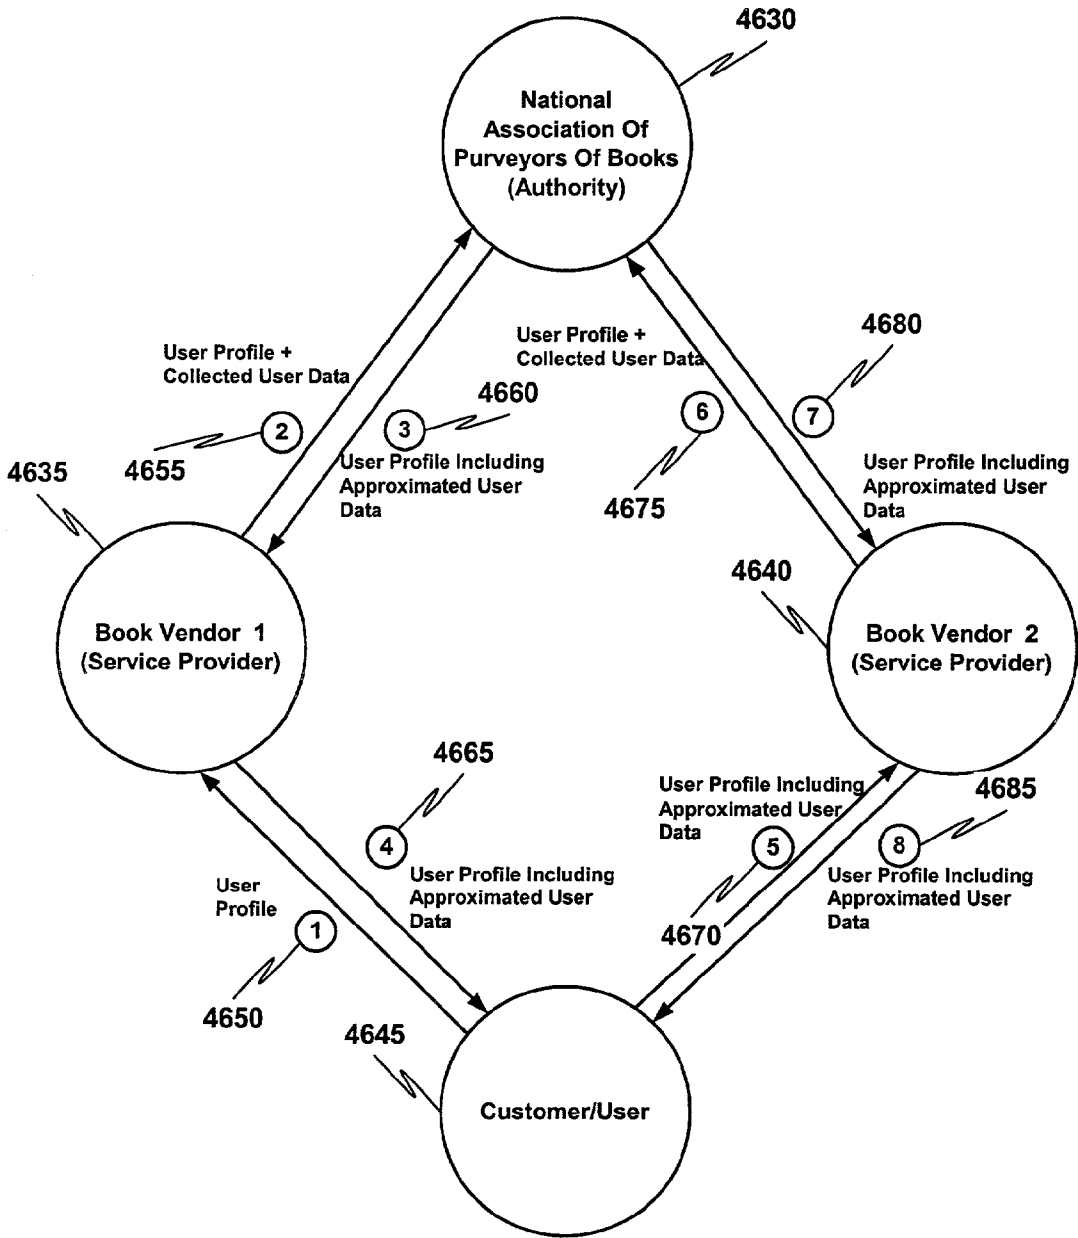 4630
National
Association Of
Purveyors Of Books
(Authority)
4680
User Profile +
Collected User Data
User Profile +
Collected User Data
4660
2
3
6
7
4655
4635
User Profile Including
Approximated User
Data
4675
User Profile Including
Approximated User
Data
4640
Book Vendor 1
(Service Provider)
Book Vendor 2
(Service Provider)
4665
User Profile Including
Approximated User
Data
4685
4
5
8
User Profile Including
Approximated User
Data
User Profile Including
Approximated User
Data
User
Profile
1
4670
4650
4645
Customer/User